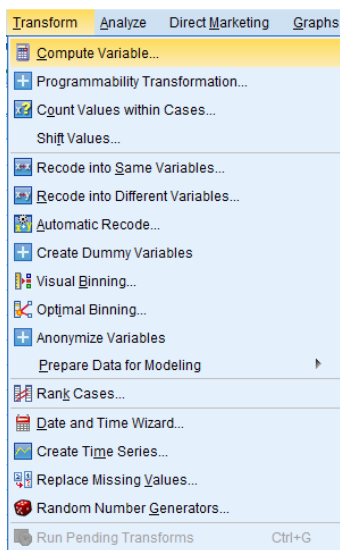 Transform Analyze Direct Marketing Graphs
Compute Variable...
Programmability Transformation...
Count Values within Cases...
Shift Values...
Recode into Same Variables...
Recode into Different Variables...
Automatic Recode...
Create Dummy Variables
Visual Binning...
Optimal Binning...
Anonymize Variables
Prepare Data for Modeling
Rank Cases...
Date and Time Wizard...
Create Time Series...
Replace Missing Values...
Random Number Generators...
Run Pending Transforms Ctrl+G